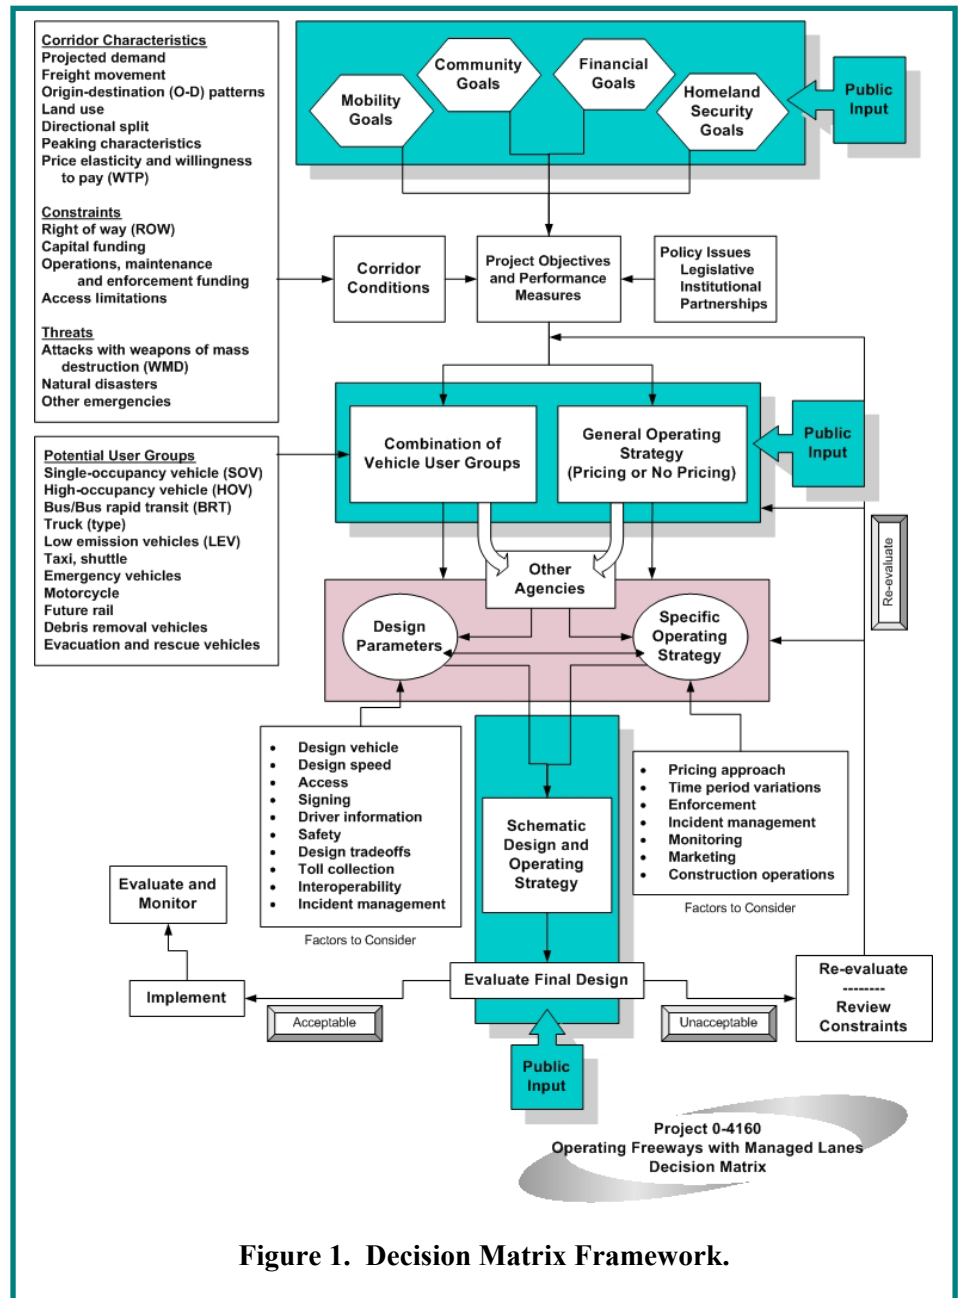 Corridor Characteristics
Projected demand
Freight movement
Origin-destination (O-D) patterns
Land use
Directional split
Peaking characteristics
Price elasticity and willingness
to pay (WTP)
Constraints
Right of way (ROW)
Capital funding
Operations, maintenance
and enforcement funding
Access limitations
Threats
Attacks with weapons of mass
destruction (WMD)
Natural disasters
Other emergencies
Mobility
Goals
Community
Goals
Financial
Goals
Homeland
Security
Goals
Public
Input
Corridor
Conditions
Project Objectives
and Performance
Measures
Policy Issues
Legislative
Institutional
Partnerships
Potential User Groups
Single-occupancy vehicle (SOV)
High-occupancy vehicle (HOV)
Bus/Bus rapid transit (BRT)
Truck (type)
Low emission vehicles (LEV)
Taxi, shuttle
Emergency vehicles
Motorcycle
Future rail
Debris removal vehicles
Evacuation and rescue vehicles
Combination of
Vehicle User Groups
General Operating
Strategy
(Pricing or No Pricing)
Public
Input
Re-evaluate
Other
Agencies
Design
Parameters
Specific
Operating
Strategy
• Design vehicle
• Design speed
• Access
• Signing
• Driver information
• Safety
• Design tradeoffs
• Toll collection
• Interoperability
• Incident management
Factors to Consider
Schematic
Design and
Operating
Strategy
• Pricing approach
• Time period variations
• Enforcement
• Incident management
• Monitoring
• Marketing
• Construction operations
Factors to Consider
Evaluate and
Monitor
Implement
Acceptable
Evaluate Final Design
Unacceptable
Re-evaluate
--------
Review
Constraints
Public
Input
Project 0-4160
Operating Freeways with Managed Lanes
Decision Matrix
Figure 1. Decision Matrix Framework.